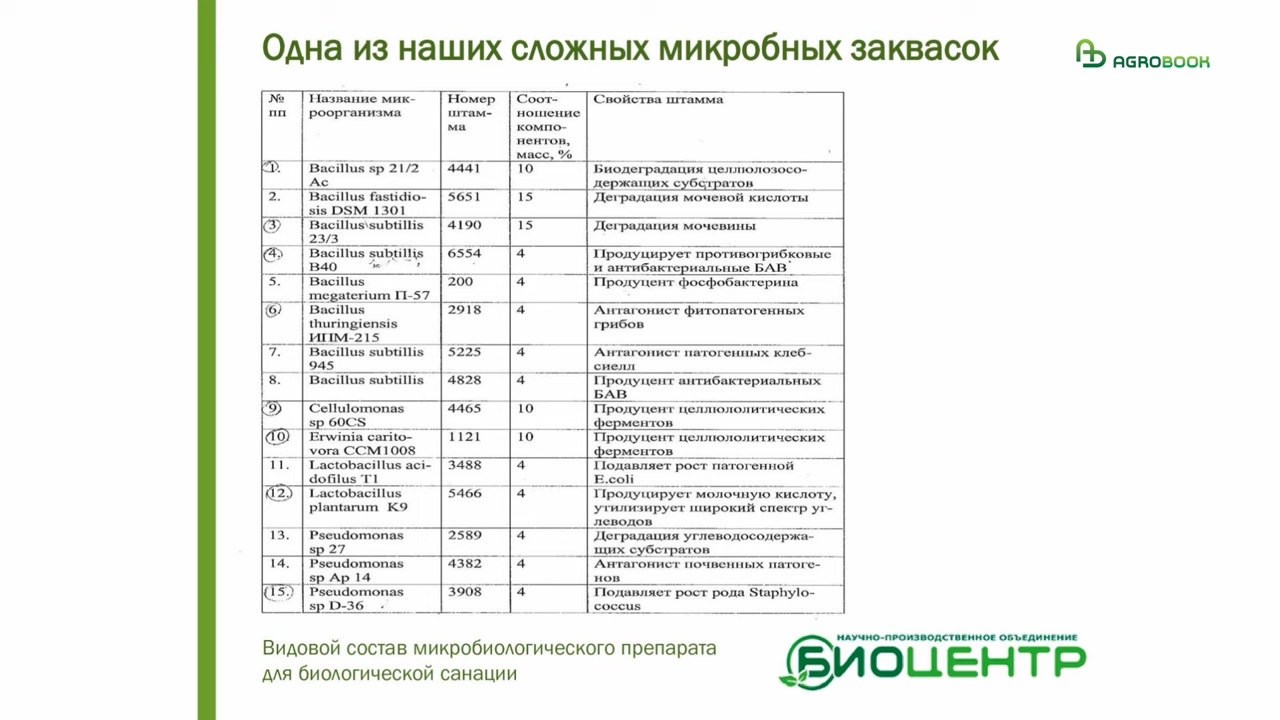 Одна из наших сложных микробных заквасок
AGROBOOK
№ пп Название мик-роорганизма Номер штам-ма Соот-ношение компо-нентов, масс, % Свойства штамма
1. Bacillus sp 21/2 Ac 4441 10 Биодеградация целлюлозосо-держащих субстратов
2. Bacillus fastidio-sis DSM 1301 5651 15 Деградация мочевой кислоты
3 Bacillus subtillis 23/3 4190 15 Деградация мочевины
4. Bacillus subtillis B40 6554 4 Продуцирует противогрибковые и антибактериальные БАВ
5. Bacillus megaterium П-57 200 4 Продуцент фосфобактерина
6 Bacillus thuringiensis ИПМ-215 2918 4 Антагонист фитопатогенных грибов
7. Bacillus subtillis 945 5225 4 Антагонист патогенных клеб-сиелл
8. Bacillus subtillis 4828 4 Продуцент антибактериальных БАВ
9 Cellulomonas sp 60CS 4465 10 Продуцент целлюлолитических ферментов
10 Erwinia carito-vora CCM1008 1121 10 Продуцент целлюлолитических ферментов
11. Lactobacillus aci-dofilus T1 3488 4 Подавляет рост патогенной E.coli
12. Lactobacillus plantarum K9 5466 4 Продуцирует молочную кислоту, утилизирует широкий спектр уг-леводов
13. Pseudomonas sp 27 2589 4 Деградация углеводосодержа-щих субстратов
14. Pseudomonas sp Ap 14 4382 4 Антагонист почвенных патоге-нов
15. Pseudomonas sp D-36 3908 4 Подавляет рост рода Staphylo-coccus
Видовой состав микробиологического препарата
для биологической санации
НАУЧНО-ПРОИЗВОДСТВЕННОЕ ОБЪЕДИНЕНИЕ
БИОЦЕНТР